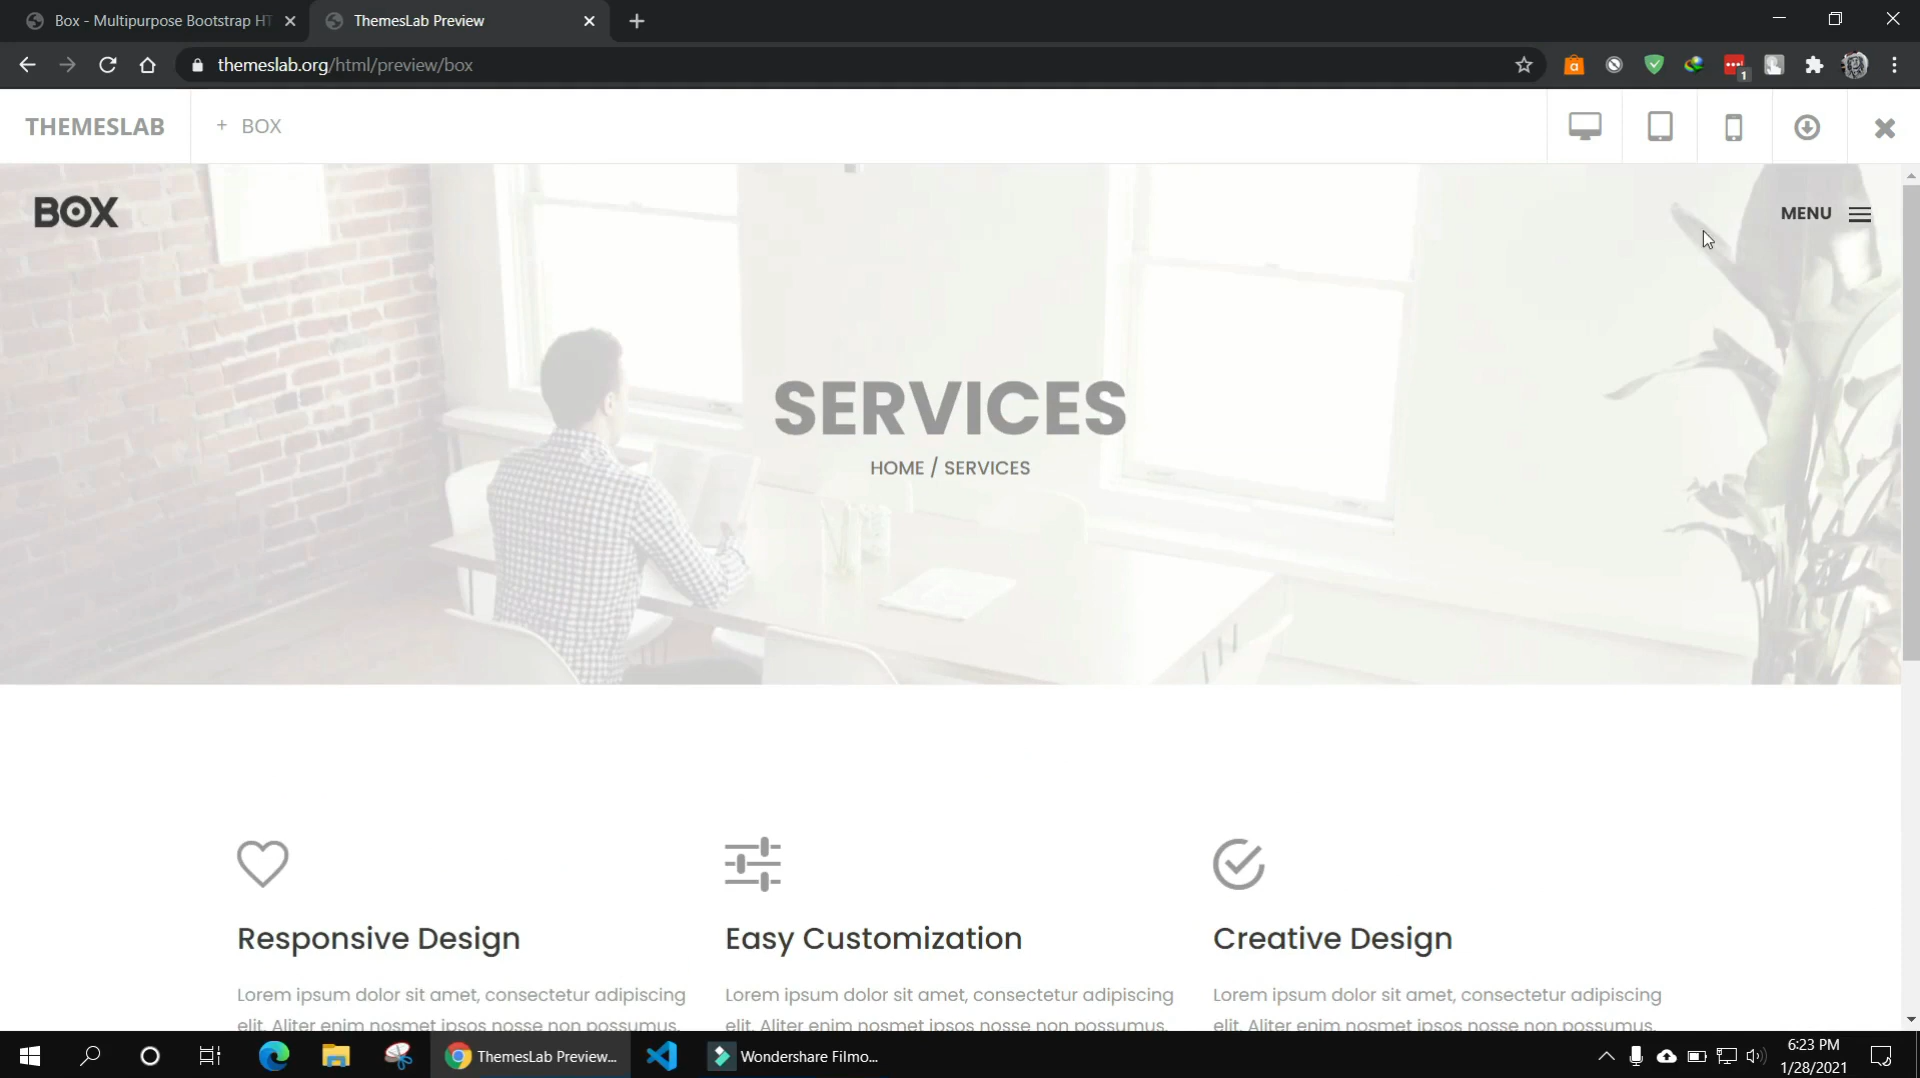 Box - Multipurpose Bootstrap HT
ThemesLab Preview
themeslab.org/html/preview/box
1
THEMESLAB
+ BOX
BOX
MENU
SERVICES
HOME / SERVICES
Responsive Design
Easy Customization
Creative Design
Lorem ipsum dolor sit amet, consectetur adipiscing
elit. Aliter enim nosmet ipsos nosse non possumus.
Lorem ipsum dolor sit amet, consectetur adipiscing
elit. Aliter enim nosmet ipsos nosse non possumus.
Lorem ipsum dolor sit amet, consectetur adipiscing
elit. Aliter enim nosmet ipsos nosse non possumus.
ThemesLab Preview...
Wondershare Filmo...
6:23 PM
1/28/2021